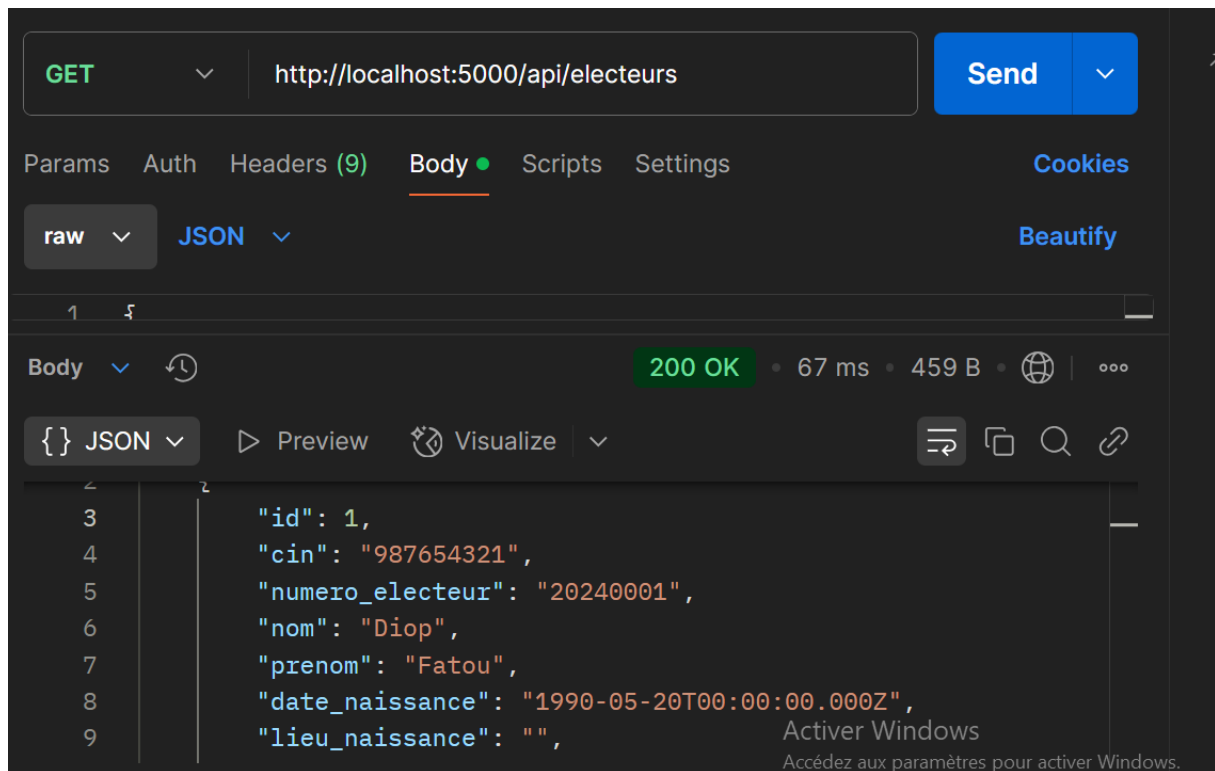 GET http://localhost:5000/api/electeurs Send
Params Auth Headers (9) Body Scripts Settings Cookies
raw JSON Beautify
1 {
Body 200 OK 67 ms 459 B
{} JSON Preview Visualize
2 {
3 "id": 1,
4 "cin": "987654321",
5 "numero_electeur": "20240001",
6 "nom": "Diop",
7 "prenom": "Fatou",
8 "date_naissance": "1990-05-20T00:00:00.000Z",
9 "lieu_naissance": "",
Activer Windows
Accédez aux paramètres pour activer Windows.